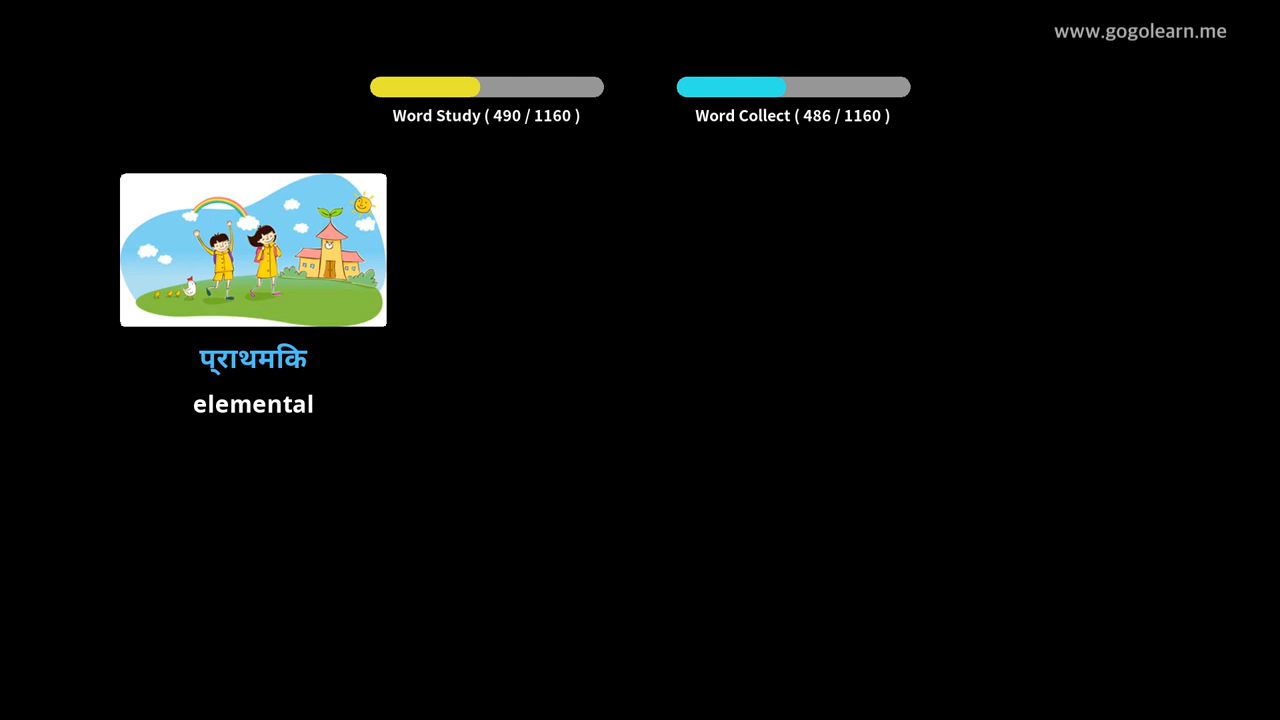 www.gogolearn.me
Word Study ( 490 / 1160 )
Word Collect ( 486 / 1160 )
प्राथमकि
elemental